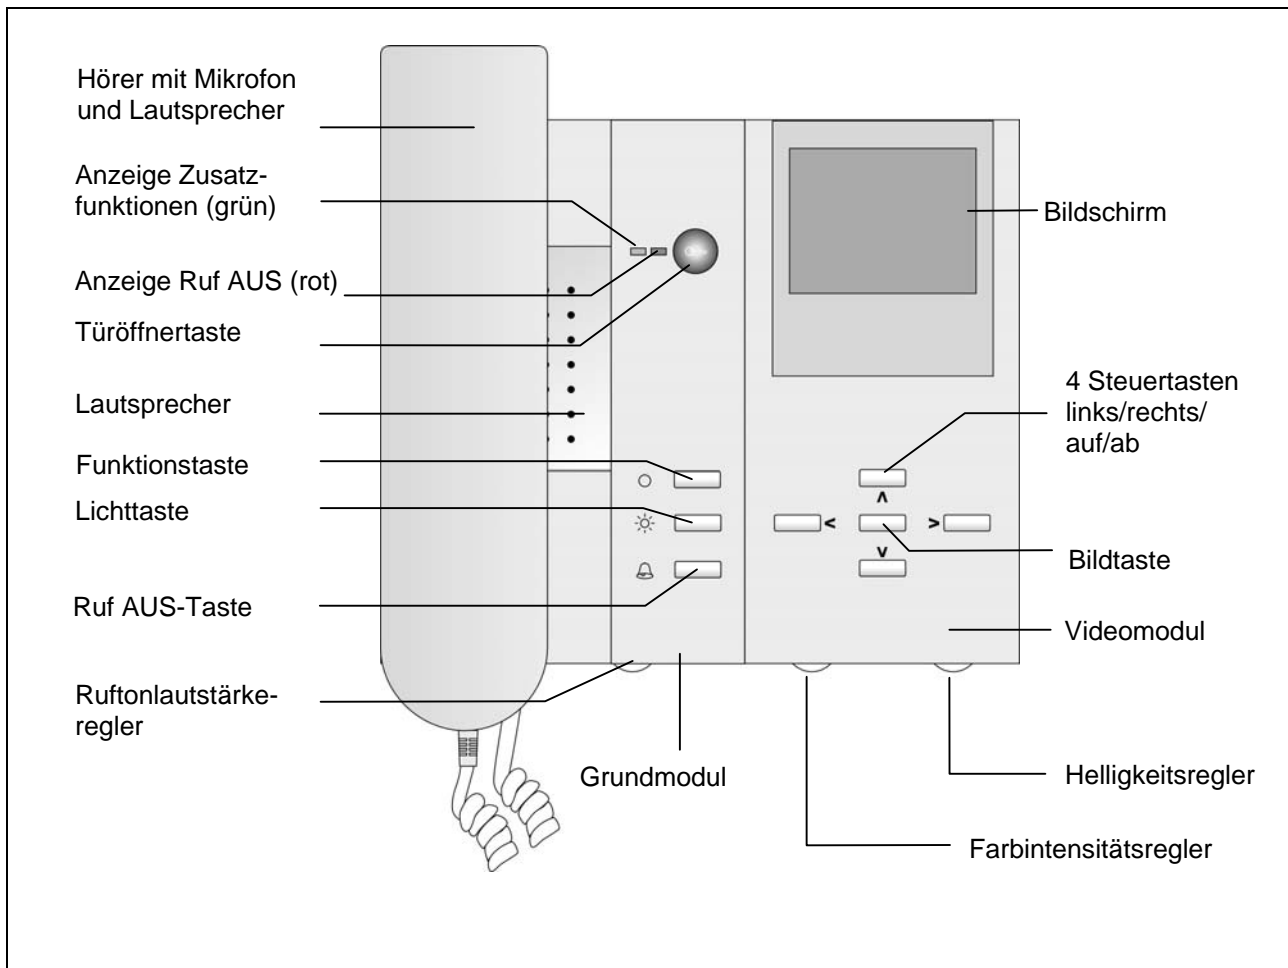 Hörer mit Mikrofon
und Lautsprecher
Anzeige Zusatz-
funktionen (grün)
Anzeige Ruf AUS (rot)
Türöffnertaste
Lautsprecher
Funktionstaste
Lichttaste
Ruf AUS-Taste
Ruftonlautstärke-
regler
Grundmodul
Bildschirm
4 Steuertasten
links/rechts/
auf/ab
Bildtaste
Videomodul
Helligkeitsregler
Farbintensitätsregler